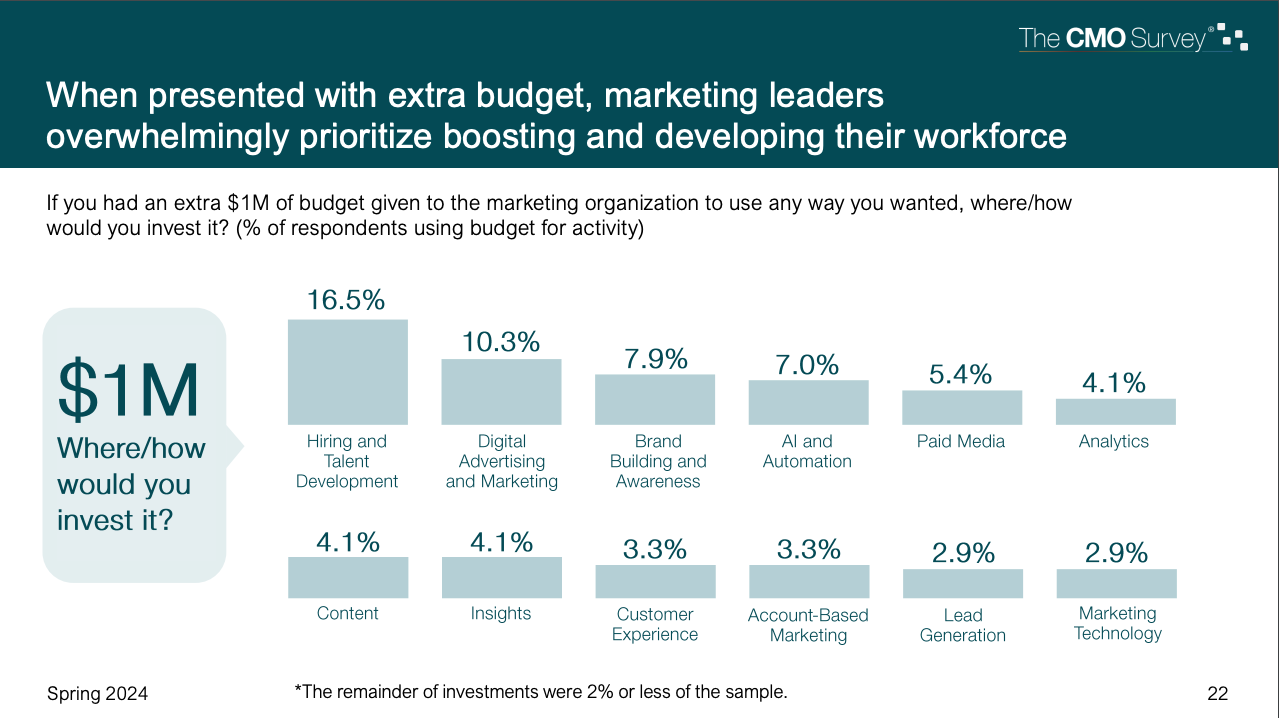 The CMO Survey®
When presented with extra budget, marketing leaders
overwhelmingly prioritize boosting and developing their workforce
If you had an extra $1M of budget given to the marketing organization to use any way you wanted, where/how
would you invest it? (% of respondents using budget for activity)
$1M
Where/how
would you
invest it?
16.5%
Hiring and
Talent
Development
10.3%
Digital
Advertising
and Marketing
7.9%
Brand
Building and
Awareness
7.0%
AI and
Automation
5.4%
Paid Media
4.1%
Analytics
4.1%
Content
4.1%
Insights
3.3%
Customer
Experience
3.3%
Account-Based
Marketing
2.9%
Lead
Generation
2.9%
Marketing
Technology
Spring 2024
*The remainder of investments were 2% or less of the sample.
22